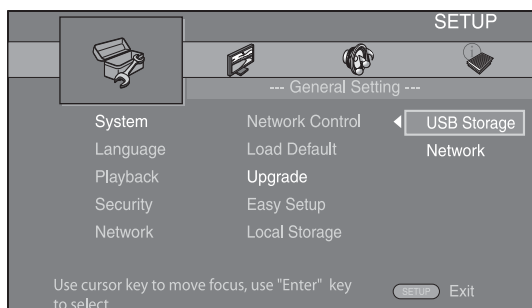 SETUP
--- General Setting ---
System
Language
Playback
Security
Network
Network Control
Load Default
Upgrade
Easy Setup
Local Storage
USB Storage
Network
Use cursor key to move focus, use "Enter" key
to select
SETUP Exit